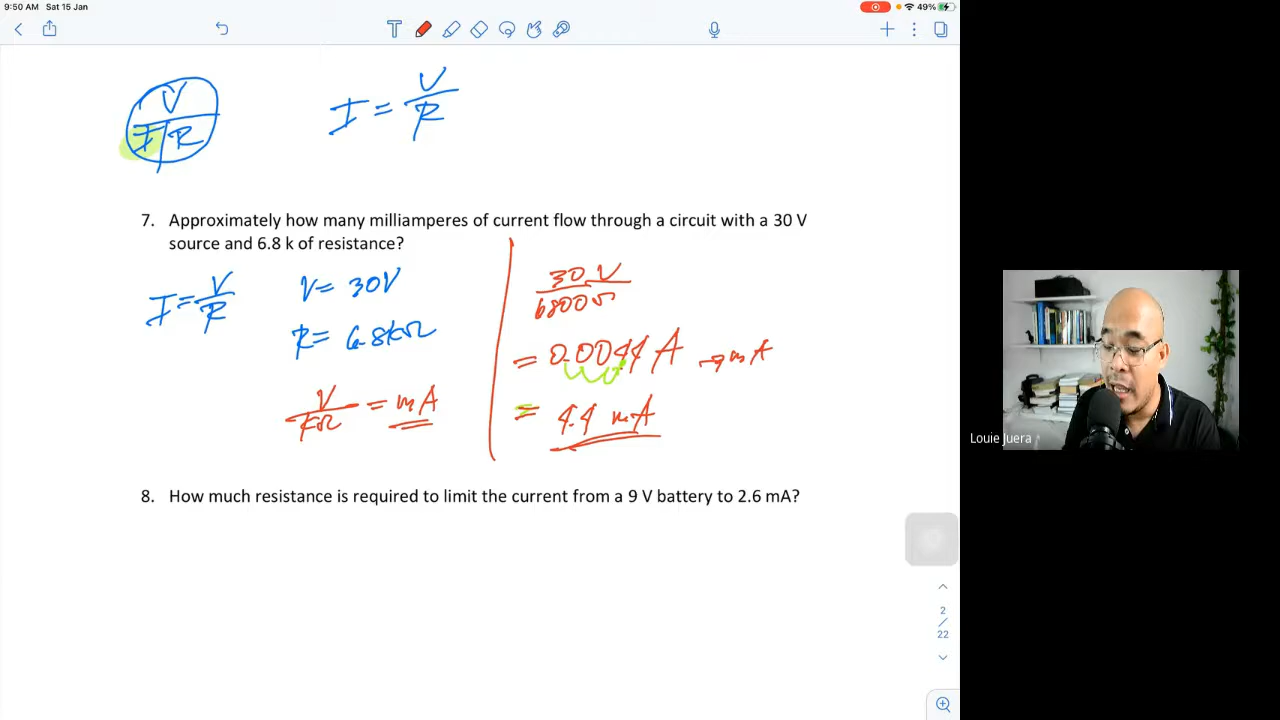 9:50 AM Sat 15 Jan
49%
V
I R
I = V/R
7. Approximately how many milliamperes of current flow through a circuit with a 30 V
source and 6.8 k of resistance?
I = V/R
V = 30V
R = 6.8kΩ
V/kΩ = mA
30 V/6800Ω
= 0.0044 A → mA
= 4.4 mA
8. How much resistance is required to limit the current from a 9 V battery to 2.6 mA?
Louie Juera
2
/
22